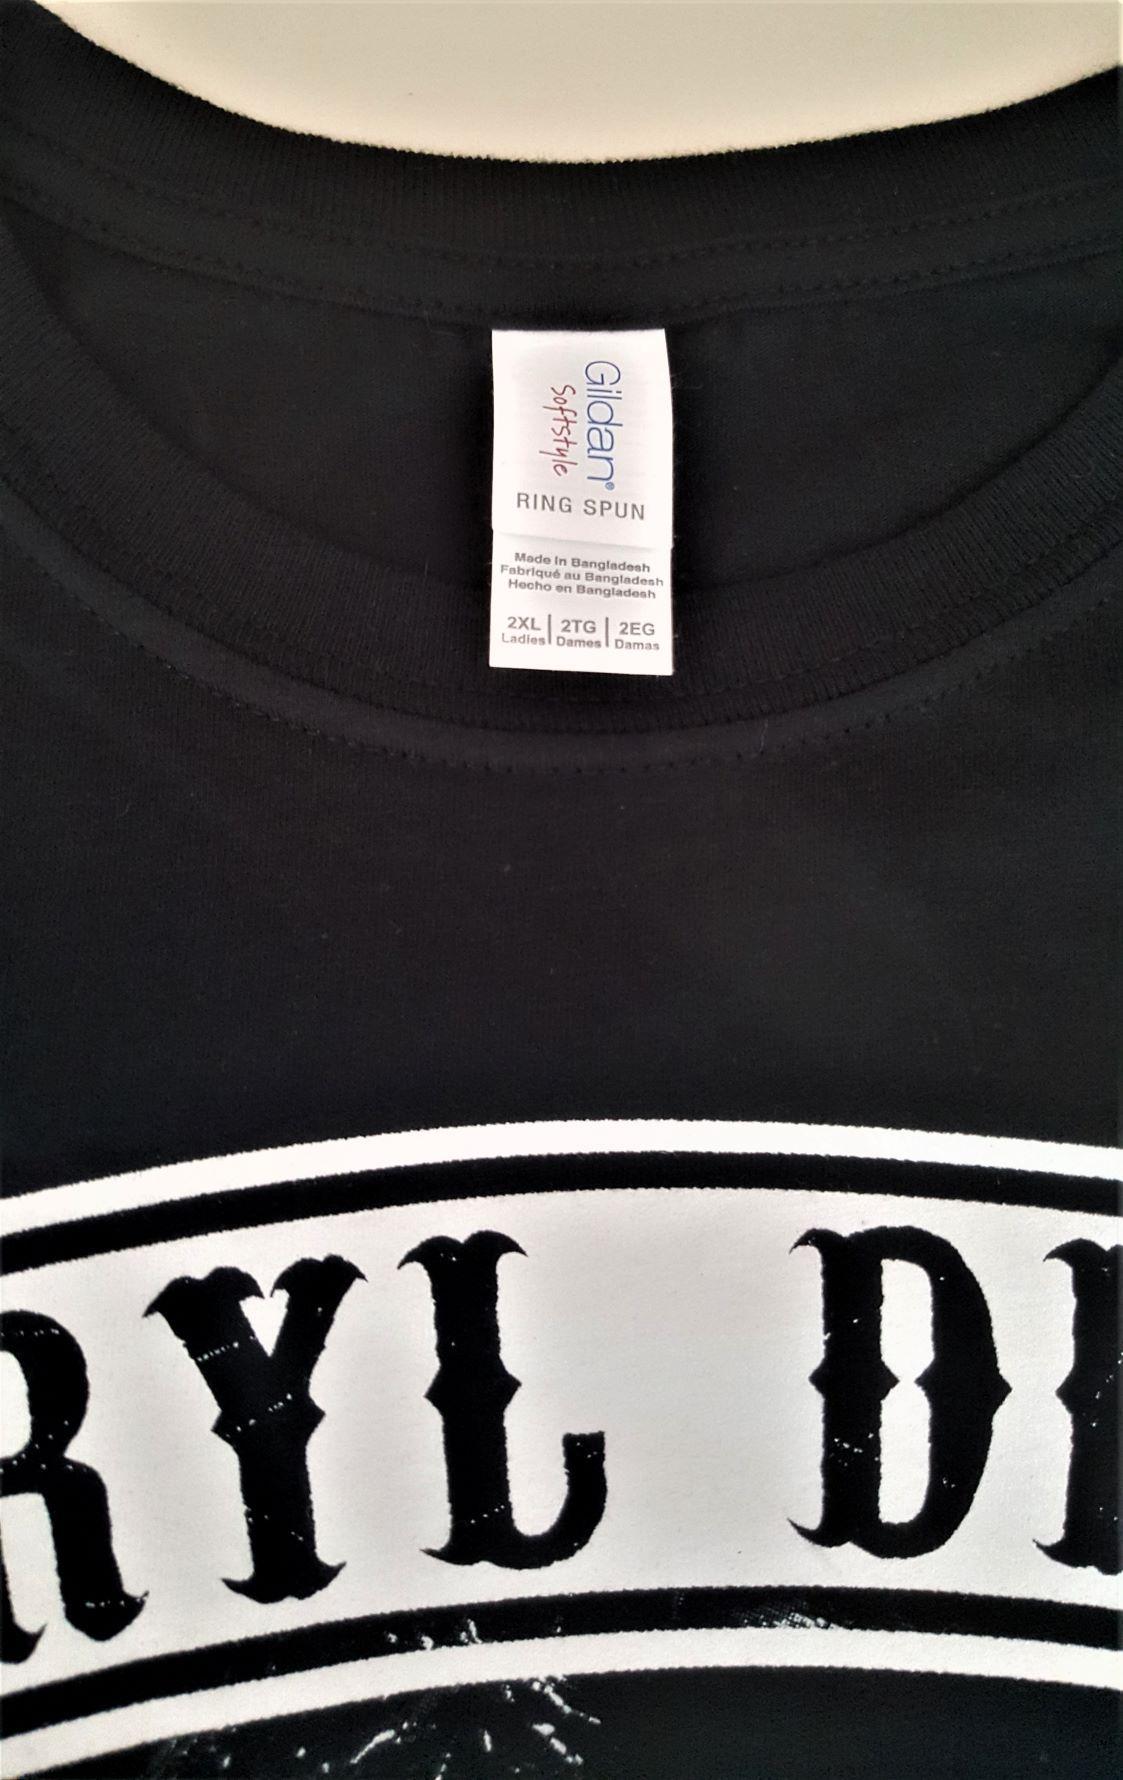 Gildan®
Softstyle
RING SPUN
Made in Bangladesh
Fabriqué au Bangladesh
Hecho en Bangladesh
2XL | 2TG | 2EG
Ladies | Dames | Damas
RYL D